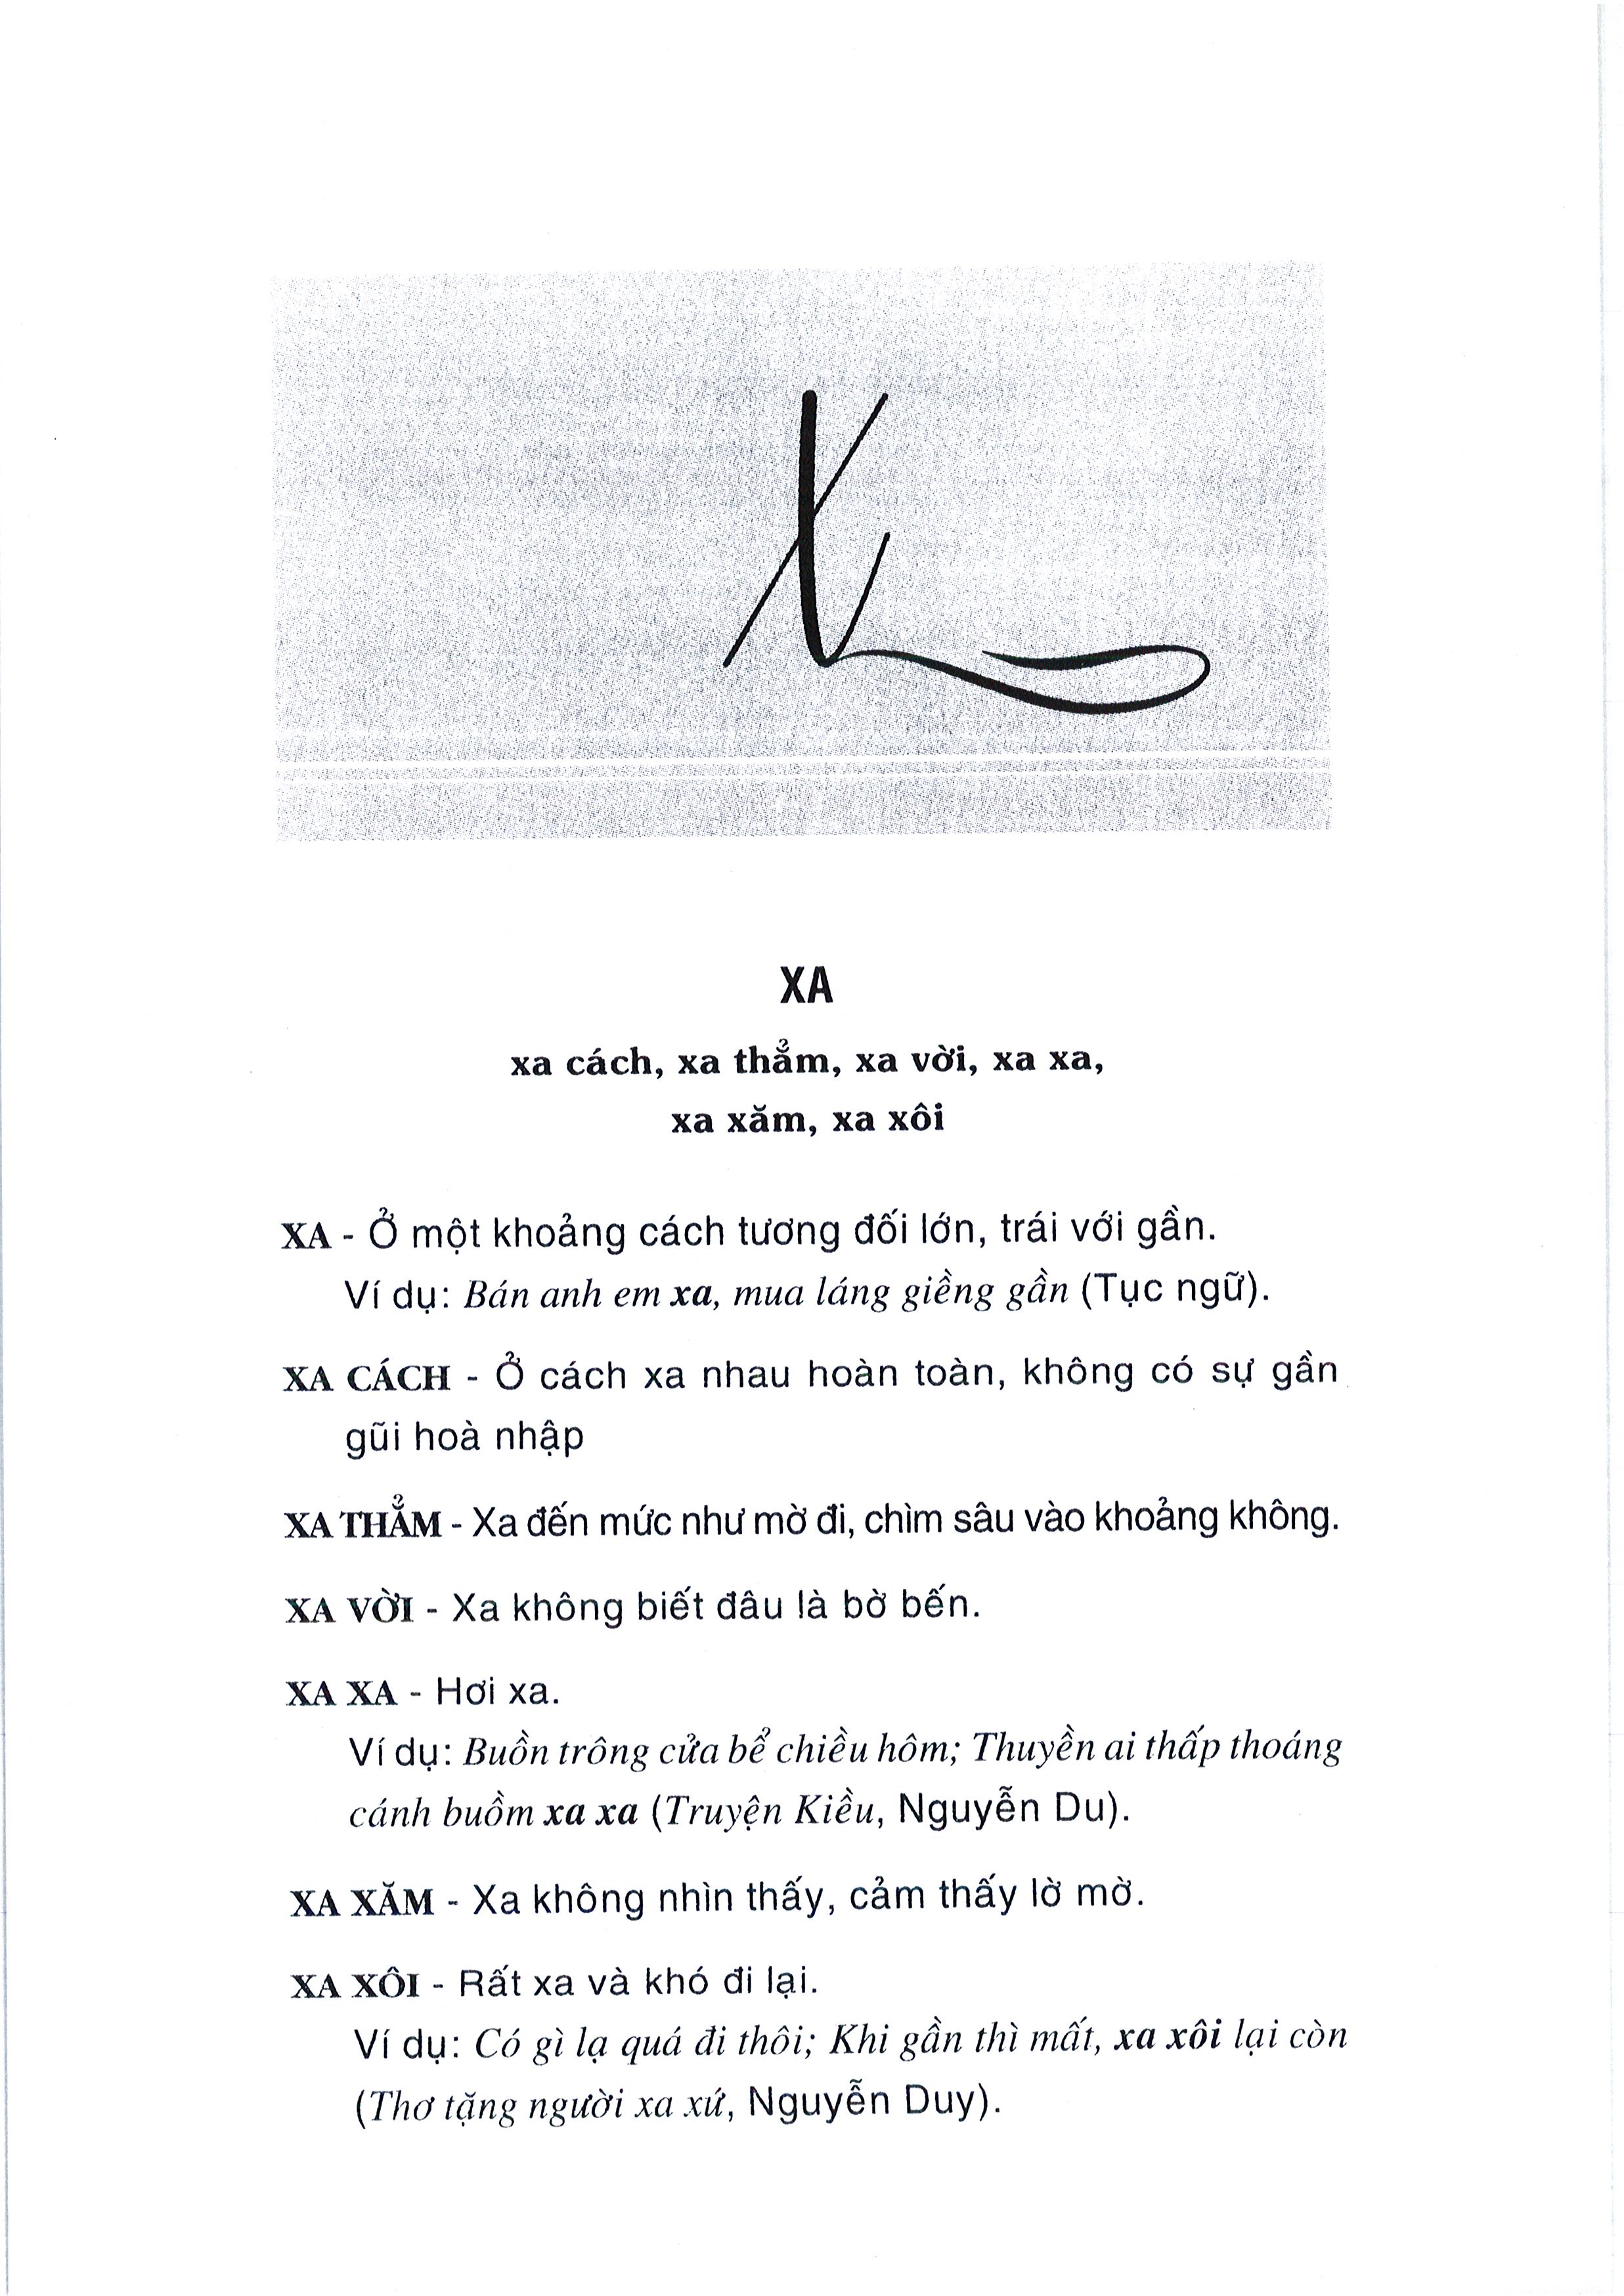 X
XA
xa cách, xa thẳm, xa vời, xa xa,
xa xăm, xa xôi
XA - Ở một khoảng cách tương đối lớn, trái với gần.
Ví dụ: Bán anh em xa, mua láng giềng gần (Tục ngữ).
XA CÁCH - Ở cách xa nhau hoàn toàn, không có sự gần
gũi hoà nhập
XA THẲM - Xa đến mức như mờ đi, chìm sâu vào khoảng không.
XA VỜI - Xa không biết đâu là bờ bến.
XA XA - Hơi xa.
Ví dụ: Buồn trông cửa bể chiều hôm; Thuyền ai thấp thoáng
cánh buồm xa xa (Truyện Kiều, Nguyễn Du).
XA XĂM - Xa không nhìn thấy, cảm thấy lờ mờ.
XA XÔI - Rất xa và khó đi lại.
Ví dụ: Có gì lạ quá đi thôi; Khi gần thì mất, xa xôi lại còn
(Thơ tặng người xa xứ, Nguyễn Duy).